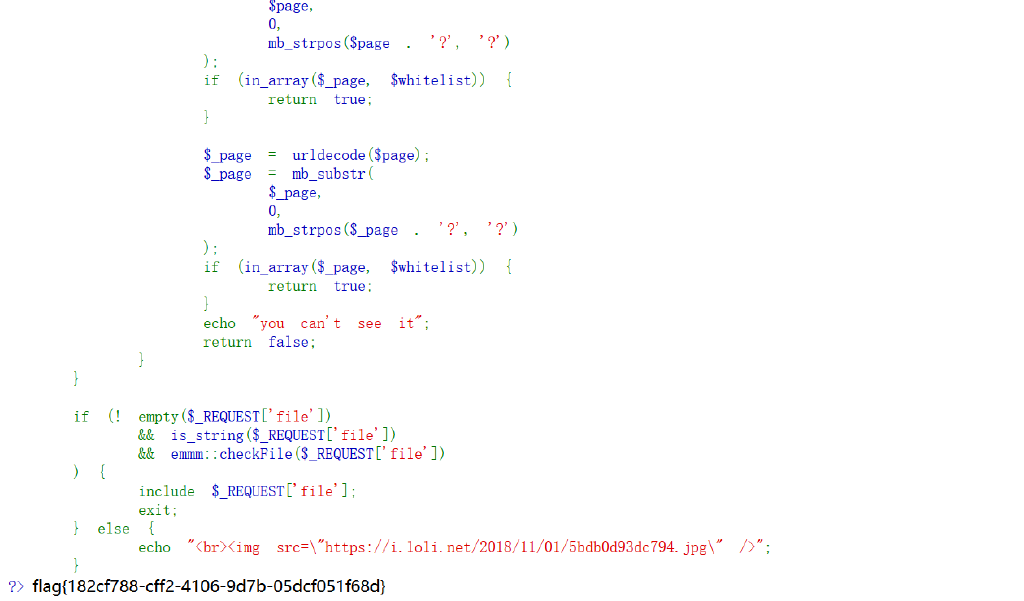 $page,
0,
mb_strpos($page . '?', '?')
);
if (in_array($_page, $whitelist)) {
return true;
}
$_page = urldecode($page);
$_page = mb_substr(
$_page,
0,
mb_strpos($_page . '?', '?')
);
if (in_array($_page, $whitelist)) {
return true;
}
echo "you can't see it";
return false;
}
}
if (! empty($_REQUEST['file'])
&& is_string($_REQUEST['file'])
&& emmm::checkFile($_REQUEST['file'])
) {
include $_REQUEST['file'];
exit;
} else {
echo "<br><img src=\"https://i.loli.net/2018/11/01/5bdb0d93dc794.jpg\" />";
}
?> flag{182cf788-cff2-4106-9d7b-05dcf051f68d}